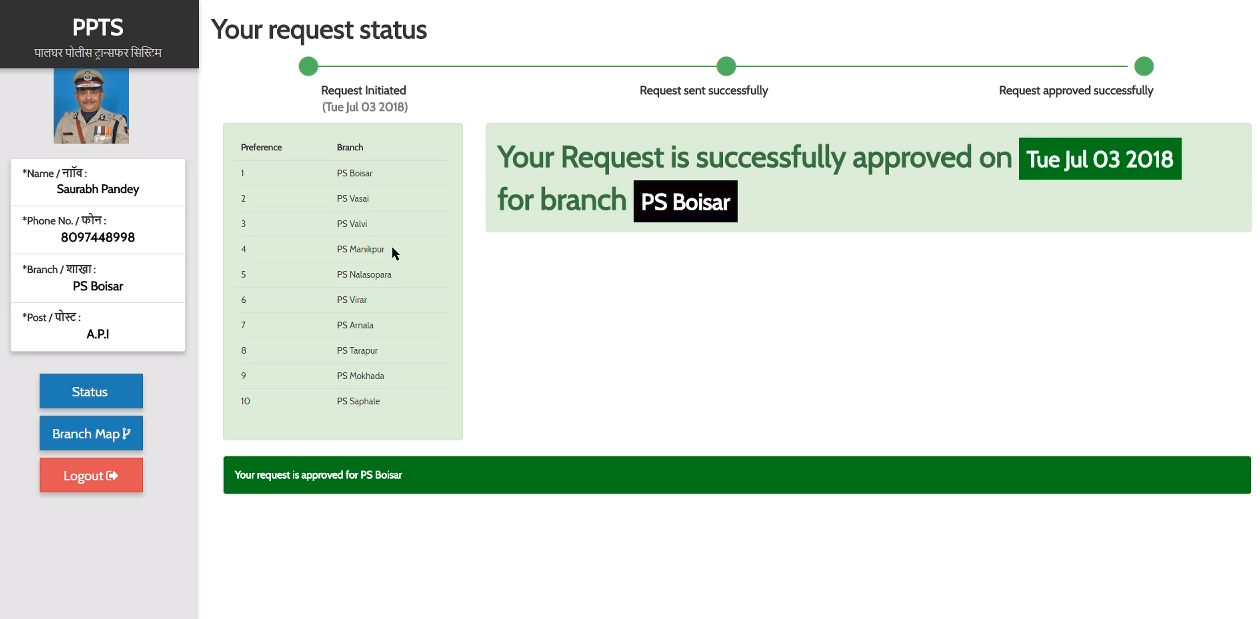 PPTS
पालघर पोलीस ट्रान्सफर सिस्टिम
*Name / नाॉव :
Saurabh Pandey
*Phone No. / फोन :
8097448998
*Branch / शाखा :
PS Boisar
*Post / पोस्ट :
A.P.I
Status
Branch Map
Logout
Your request status
Request Initiated
(Tue Jul 03 2018)
Request sent successfully
Request approved successfully
Preference Branch
1 PS Boisar
2 PS Vasai
3 PS Valvi
4 PS Manikpur
5 PS Nalasopara
6 PS Virar
7 PS Arnala
8 PS Tarapur
9 PS Mokhada
10 PS Saphale
Your Request is successfully approved on Tue Jul 03 2018
for branch PS Boisar
Your request is approved for PS Boisar